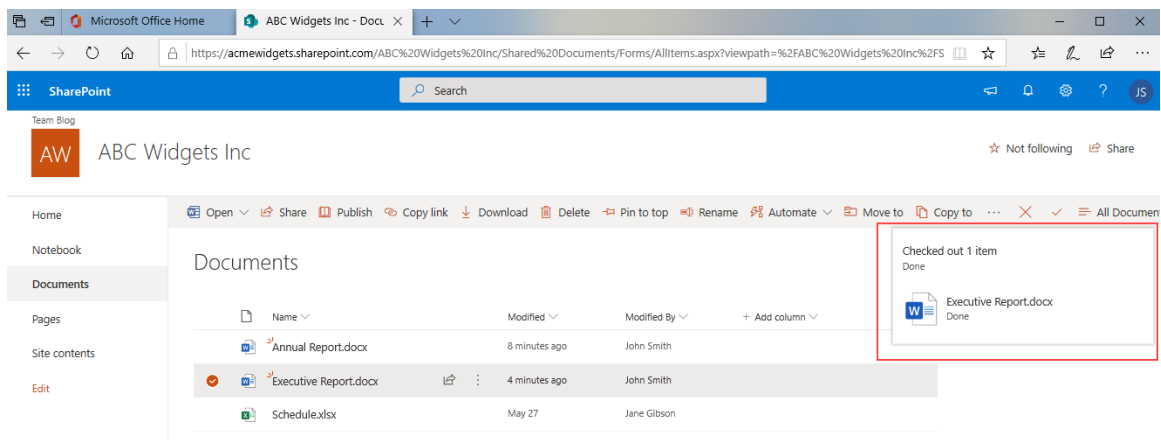 Microsoft Office Home
ABC Widgets Inc - Docu
https://acmewidgets.sharepoint.com/ABC%20Widgets%20Inc/Shared%20Documents/Forms/AllItems.aspx?viewpath=%2FABC%20Widgets%20Inc%2FS
SharePoint Search ? JS
Team Blog
AW ABC Widgets Inc Not following Share
Home Open Share Publish Copy link Download Delete Pin to top Rename Automate Move to Copy to ... All Documen
Notebook
Documents
Pages
Site contents
Edit
Documents
Name Modified Modified By + Add column
Annual Report.docx 8 minutes ago John Smith
Executive Report.docx 4 minutes ago John Smith
Schedule.xlsx May 27 Jane Gibson
Checked out 1 item
Done
Executive Report.docx
Done